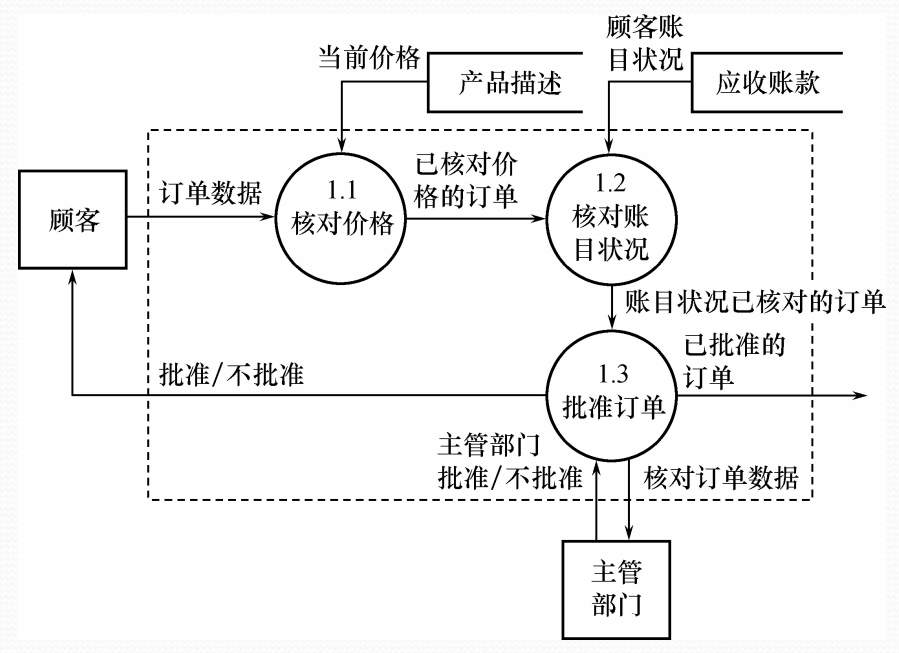 顾客账
目状况
当前价格
产品描述
应收账款
顾客
订单数据
1.1
核对价格
已核对价
格的订单
1.2
核对账
目状况
账目状况已核对的订单
批准/不批准
1.3
批准订单
已批准的
订单
主管部门
批准/不批准
核对订单数据
主管
部门